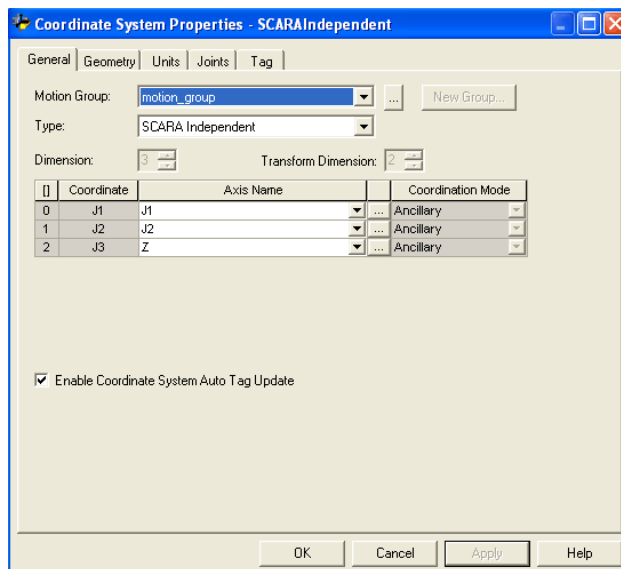 Coordinate System Properties - SCARAIndependent
General Geometry Units Joints Tag
Motion Group: motion_group ... New Group...
Type: SCARA Independent
Dimension: 3 Transform Dimension: 2
[] Coordinate Axis Name Coordination Mode
0 J1 J1 ... Ancillary
1 J2 J2 ... Ancillary
2 J3 Z ... Ancillary
Enable Coordinate System Auto Tag Update
OK Cancel Apply Help